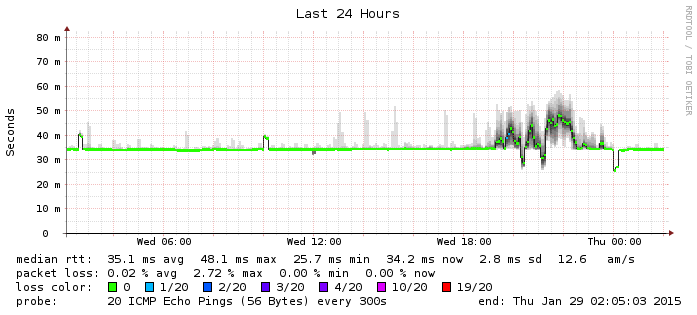 Last 24 Hours
RRDTOOL / TOBI OETIKER
Seconds
80 m
70 m
60 m
50 m
40 m
30 m
20 m
10 m
0
Wed 06:00 Wed 12:00 Wed 18:00 Thu 00:00
median rtt: 35.1 ms avg 48.1 ms max 25.7 ms min 34.2 ms now 2.8 ms sd 12.6 am/s
packet loss: 0.02 % avg 2.72 % max 0.00 % min 0.00 % now
loss color: 0 1/20 2/20 3/20 4/20 10/20 19/20
probe: 20 ICMP Echo Pings (56 Bytes) every 300s end: Thu Jan 29 02:05:03 2015